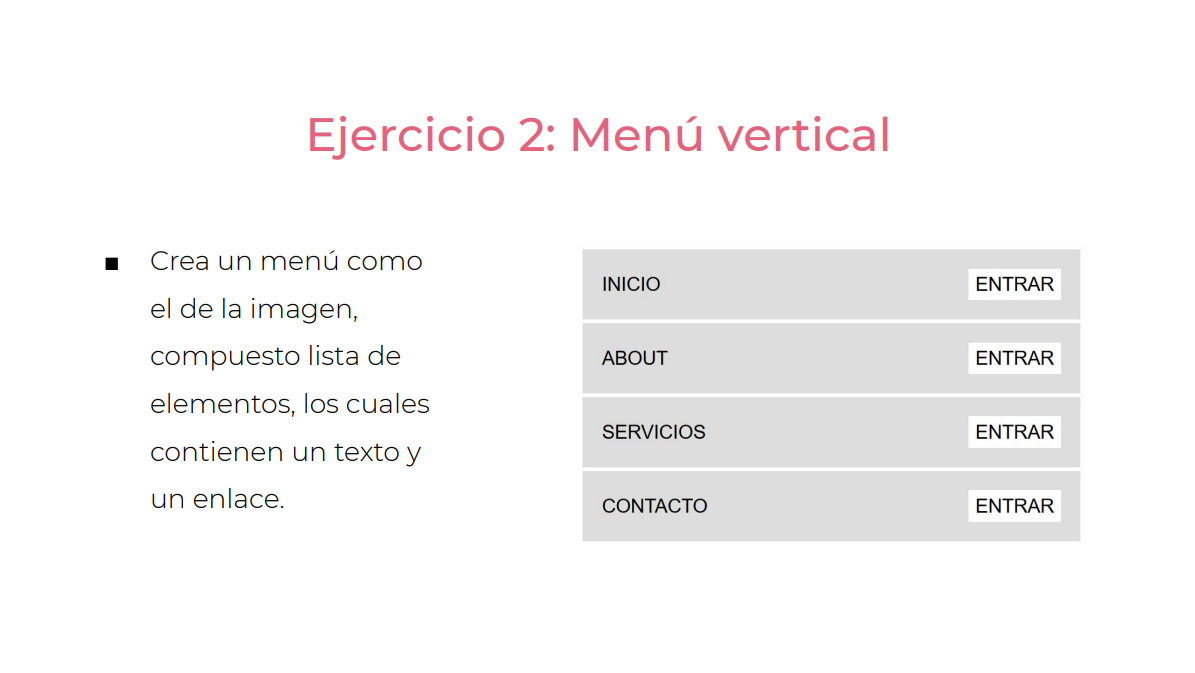 Ejercicio 2: Menú vertical
■ Crea un menú como
el de la imagen,
compuesto lista de
elementos, los cuales
contienen un texto y
un enlace.
INICIO ENTRAR
ABOUT ENTRAR
SERVICIOS ENTRAR
CONTACTO ENTRAR